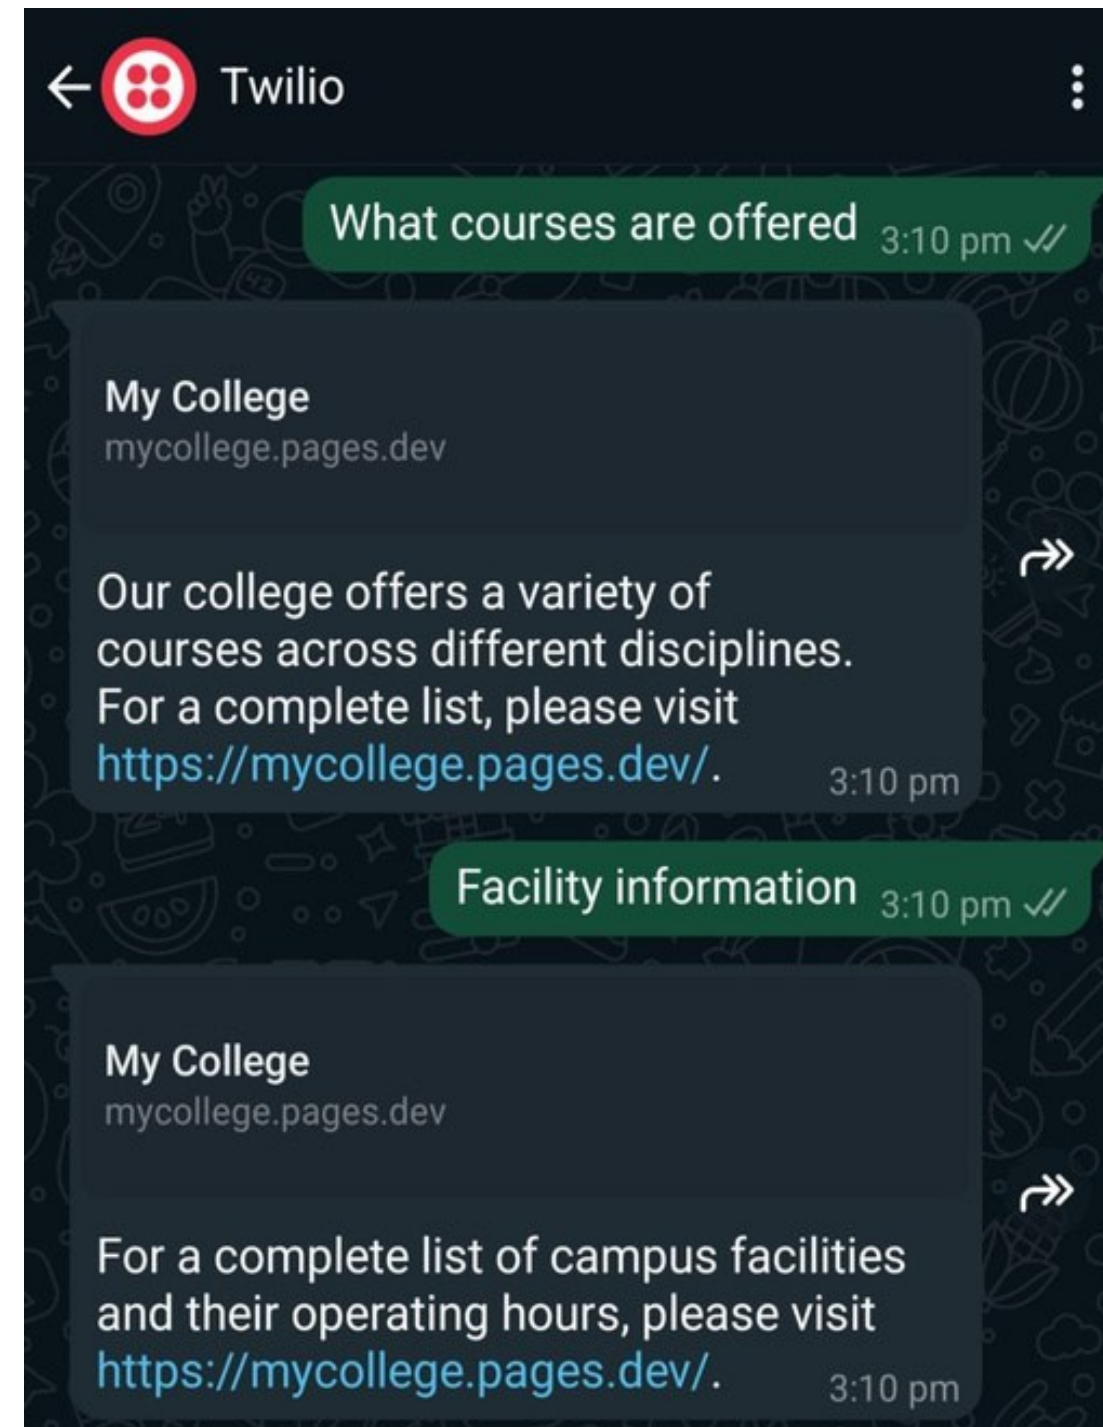 Twilio
What courses are offered 3:10 pm
My College
mycollege.pages.dev
Our college offers a variety of
courses across different disciplines.
For a complete list, please visit
https://mycollege.pages.dev/. 3:10 pm
Facility information 3:10 pm
My College
mycollege.pages.dev
For a complete list of campus facilities
and their operating hours, please visit
https://mycollege.pages.dev/. 3:10 pm